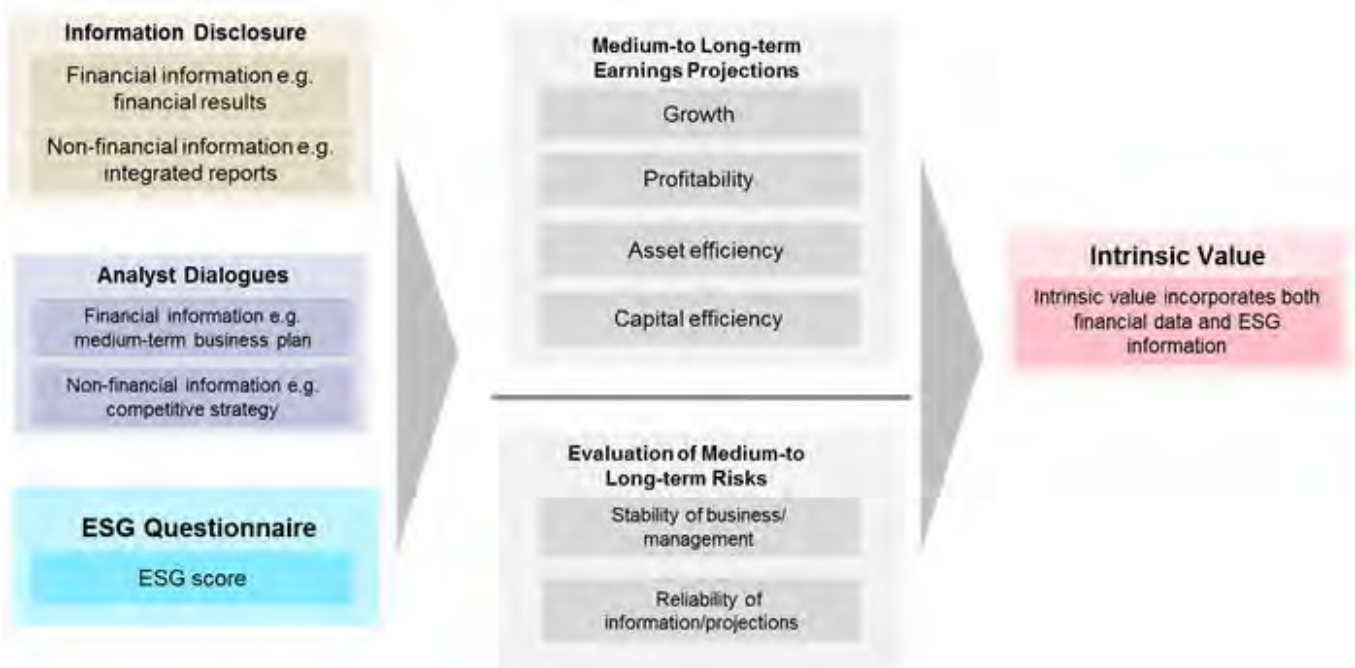 Information Disclosure
Financial information e.g.
financial results
Non-financial information e.g.
integrated reports
Analyst Dialogues
Financial information e.g.
medium-term business plan
Non-financial information e.g.
competitive strategy
ESG Questionnaire
ESG score
Medium-to Long-term
Earnings Projections
Growth
Profitability
Asset efficiency
Capital efficiency
Evaluation of Medium-to
Long-term Risks
Stability of business/
management
Reliability of
information/projections
Intrinsic Value
Intrinsic value incorporates both
financial data and ESG
information